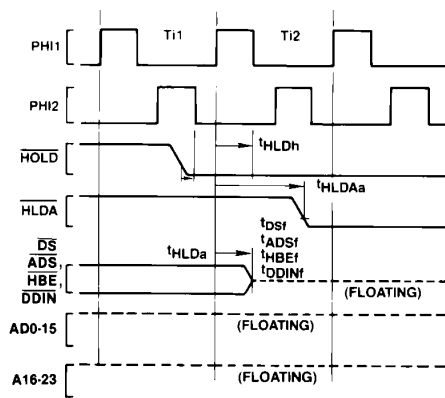 PHI1
Ti1
Ti2
PHI2
HOLD
tHLDh
tHLDAa
HLDA
DS
ADS,
HBE,
DDIN
tHLDa
tDSf
tADSf
tHBEf
tDDINf
(FLOATING)
AD0-15
(FLOATING)
A16-23
(FLOATING)